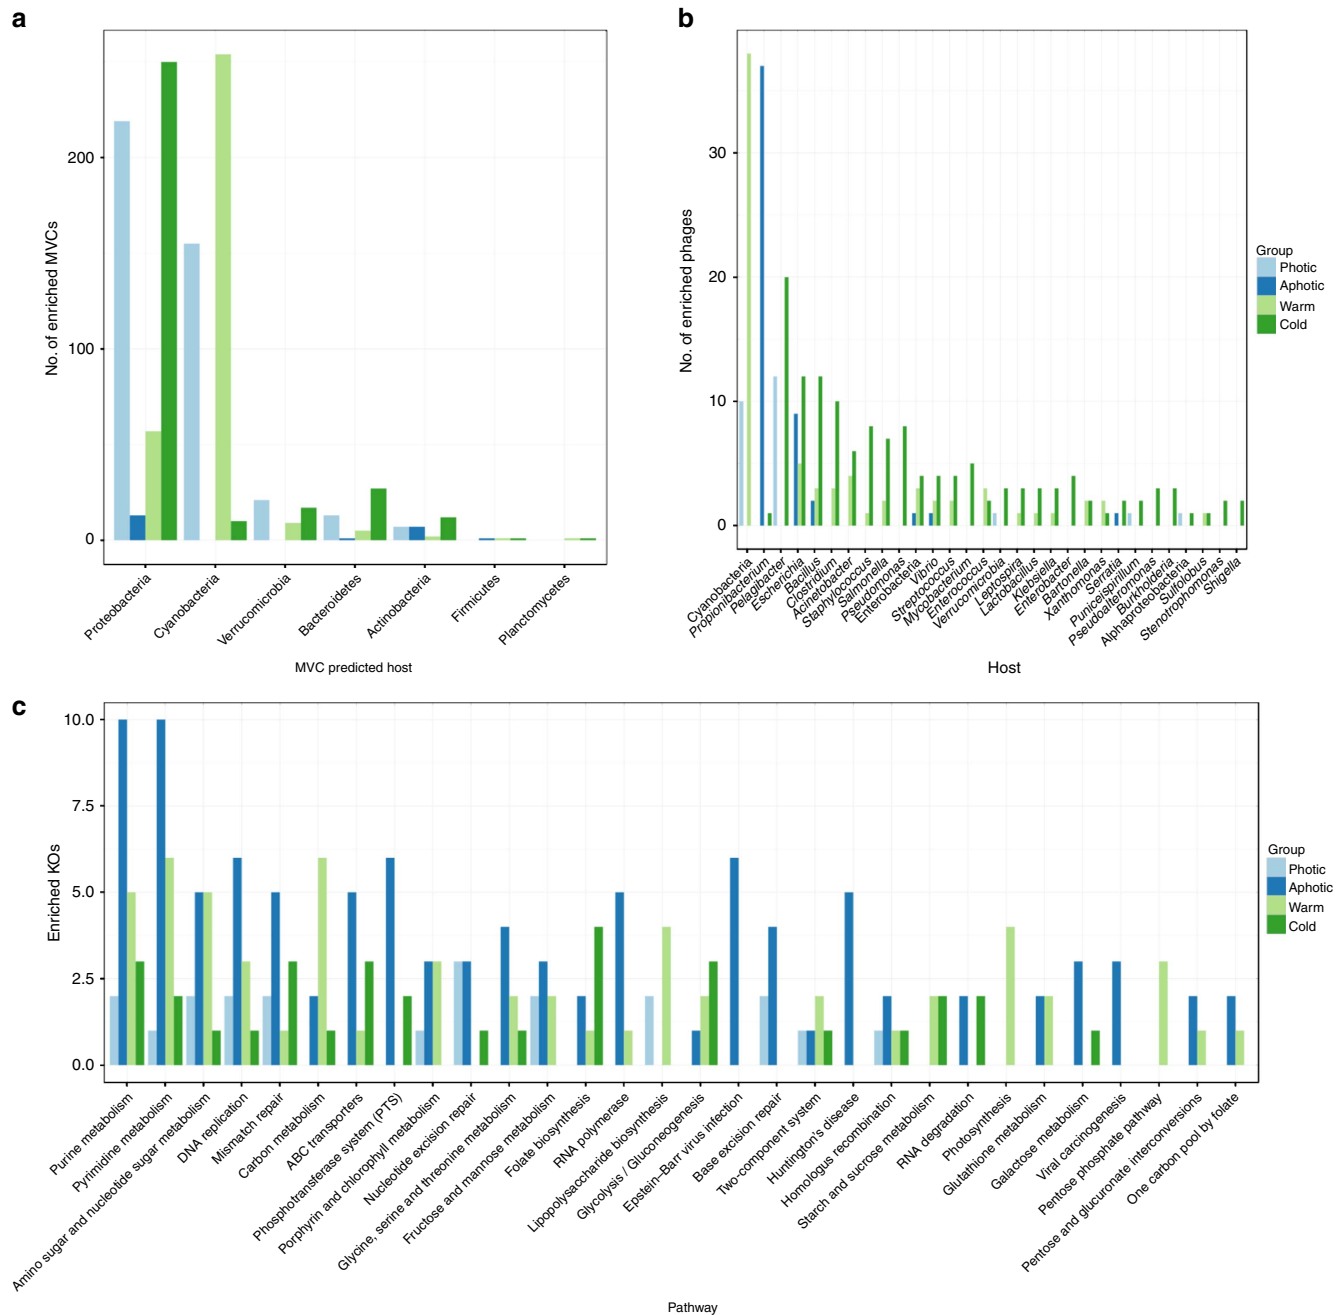 a
No. of enriched MVCs
200
100
0
Proteobacteria
Cyanobacteria
Verrucomicrobia
Bacteroidetes
Actinobacteria
Firmicutes
Planctomycetes
MVC predicted host
b
No. of enriched phages
30
20
10
0
Cyanobacteria
Propionibacterium
Pelagibacter
Escherichia
Bacillus
Clostridium
Acinetobacter
Staphylococcus
Salmonella
Pseudomonas
Enterobacteria
Vibrio
Streptococcus
Mycobacterium
Enterococcus
Verrucomicrobia
Leptospira
Lactobacillus
Klebsiella
Enterobacter
Bartonella
Xanthomonas
Serratia
Puniceispirillum
Pseudoalteromonas
Burkholderia
Alphaproteobacteria
Sulfolobus
Stenotrophomonas
Shigella
Host
Group
Photic
Aphotic
Warm
Cold
c
Enriched KOs
10.0
7.5
5.0
2.5
0.0
Purine metabolism
Pyrimidine metabolism
Amino sugar and nucleotide sugar metabolism
DNA replication
Mismatch repair
Carbon metabolism
ABC transporters
Phosphotransferase system (PTS)
Porphyrin and chlorophyll metabolism
Nucleotide excision repair
Glycine, serine and threonine metabolism
Fructose and mannose metabolism
Folate biosynthesis
RNA polymerase
Lipopolysaccharide biosynthesis
Glycolysis / Gluconeogenesis
Epstein–Barr virus infection
Base excision repair
Two-component system
Huntington's disease
Homologous recombination
Starch and sucrose metabolism
RNA degradation
Photosynthesis
Glutathione metabolism
Galactose metabolism
Viral carcinogenesis
Pentose phosphate pathway
Pentose and glucuronate interconversions
One carbon pool by folate
Pathway
Group
Photic
Aphotic
Warm
Cold